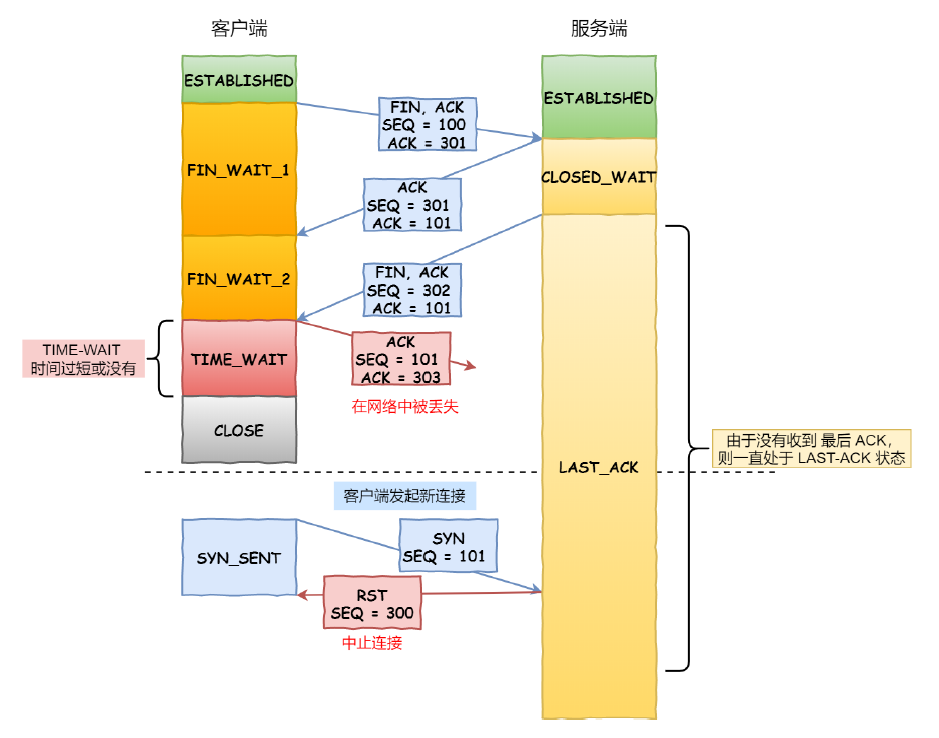 客户端
服务端
ESTABLISHED
ESTABLISHED
FIN, ACK
SEQ = 100
ACK = 301
FIN_WAIT_1
CLOSED_WAIT
ACK
SEQ = 301
ACK = 101
FIN_WAIT_2
FIN, ACK
SEQ = 302
ACK = 101
TIME-WAIT
时间过短或没有
TIME_WAIT
ACK
SEQ = 101
ACK = 303
在网络中被丢失
CLOSE
由于没有收到 最后 ACK，
则一直处于 LAST-ACK 状态
LAST_ACK
客户端发起新连接
SYN_SENT
SYN
SEQ = 101
RST
SEQ = 300
中止连接